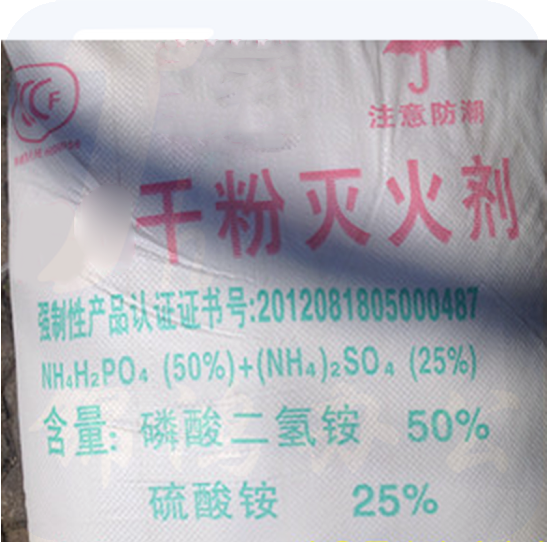 注意防潮
干粉灭火剂
强制性产品认证证书号:2012081805000487
NH₄H₂PO₄ (50%)+(NH₄)₂SO₄ (25%)
含量: 磷酸二氢铵 50%
硫酸铵 25%